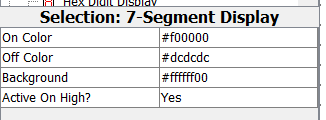 Hex Digit Display
Selection: 7-Segment Display
On Color #f00000
Off Color #dcdcdc
Background #ffffff00
Active On High? Yes